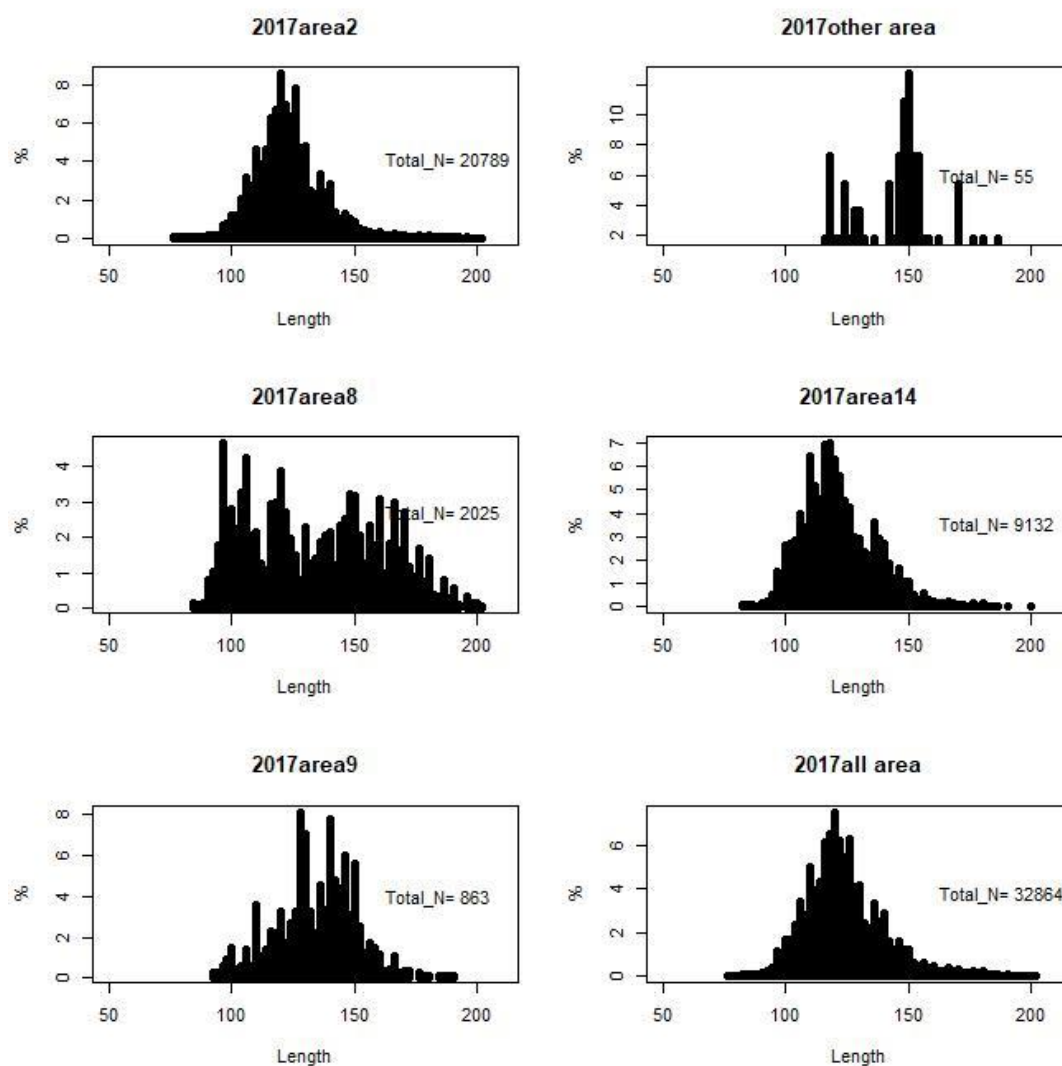 2017area2
%
8
6
4
2
0
Total_N= 20789
50 100 150 200
Length
2017other area
%
10
8
6
4
2
Total_N= 55
50 100 150 200
Length
2017area8
%
4
3
2
1
0
Total_N= 2025
50 100 150 200
Length
2017area14
%
7
6
5
4
3
2
1
0
Total_N= 9132
50 100 150 200
Length
2017area9
%
8
6
4
2
0
Total_N= 863
50 100 150 200
Length
2017all area
%
6
4
2
0
Total_N= 32864
50 100 150 200
Length